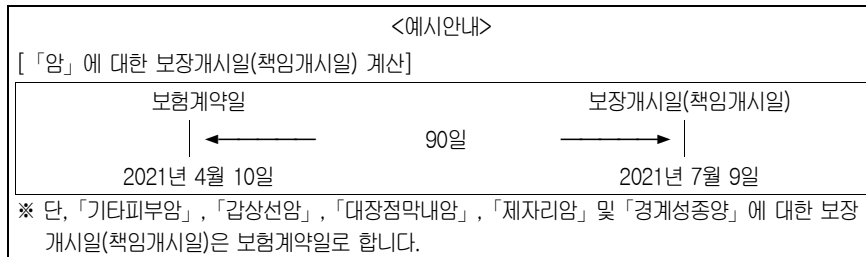 <예시안내>
[「암」에 대한 보장개시일(책임개시일) 계산]
보험계약일 보장개시일(책임개시일)
90일
2021년 4월 10일 2021년 7월 9일
※ 단,「기타피부암」,「갑상선암」,「대장점막내암」,「제자리암」 및「경계성종양」에 대한 보장
개시일(책임개시일)은 보험계약일로 합니다.